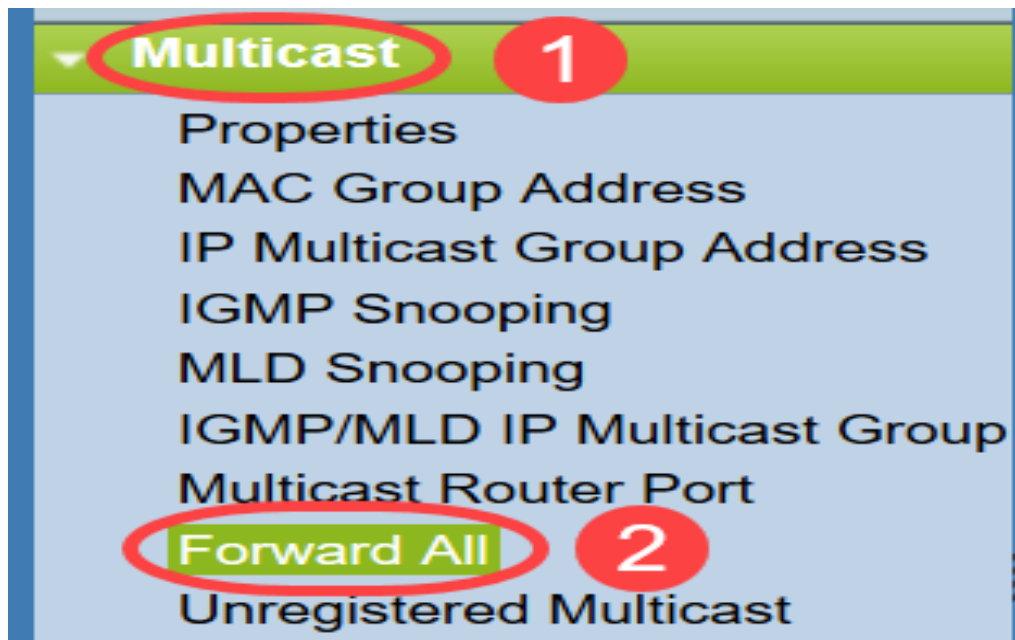 Multicast 1
Properties
MAC Group Address
IP Multicast Group Address
IGMP Snooping
MLD Snooping
IGMP/MLD IP Multicast Group
Multicast Router Port
Forward All 2
Unregistered Multicast